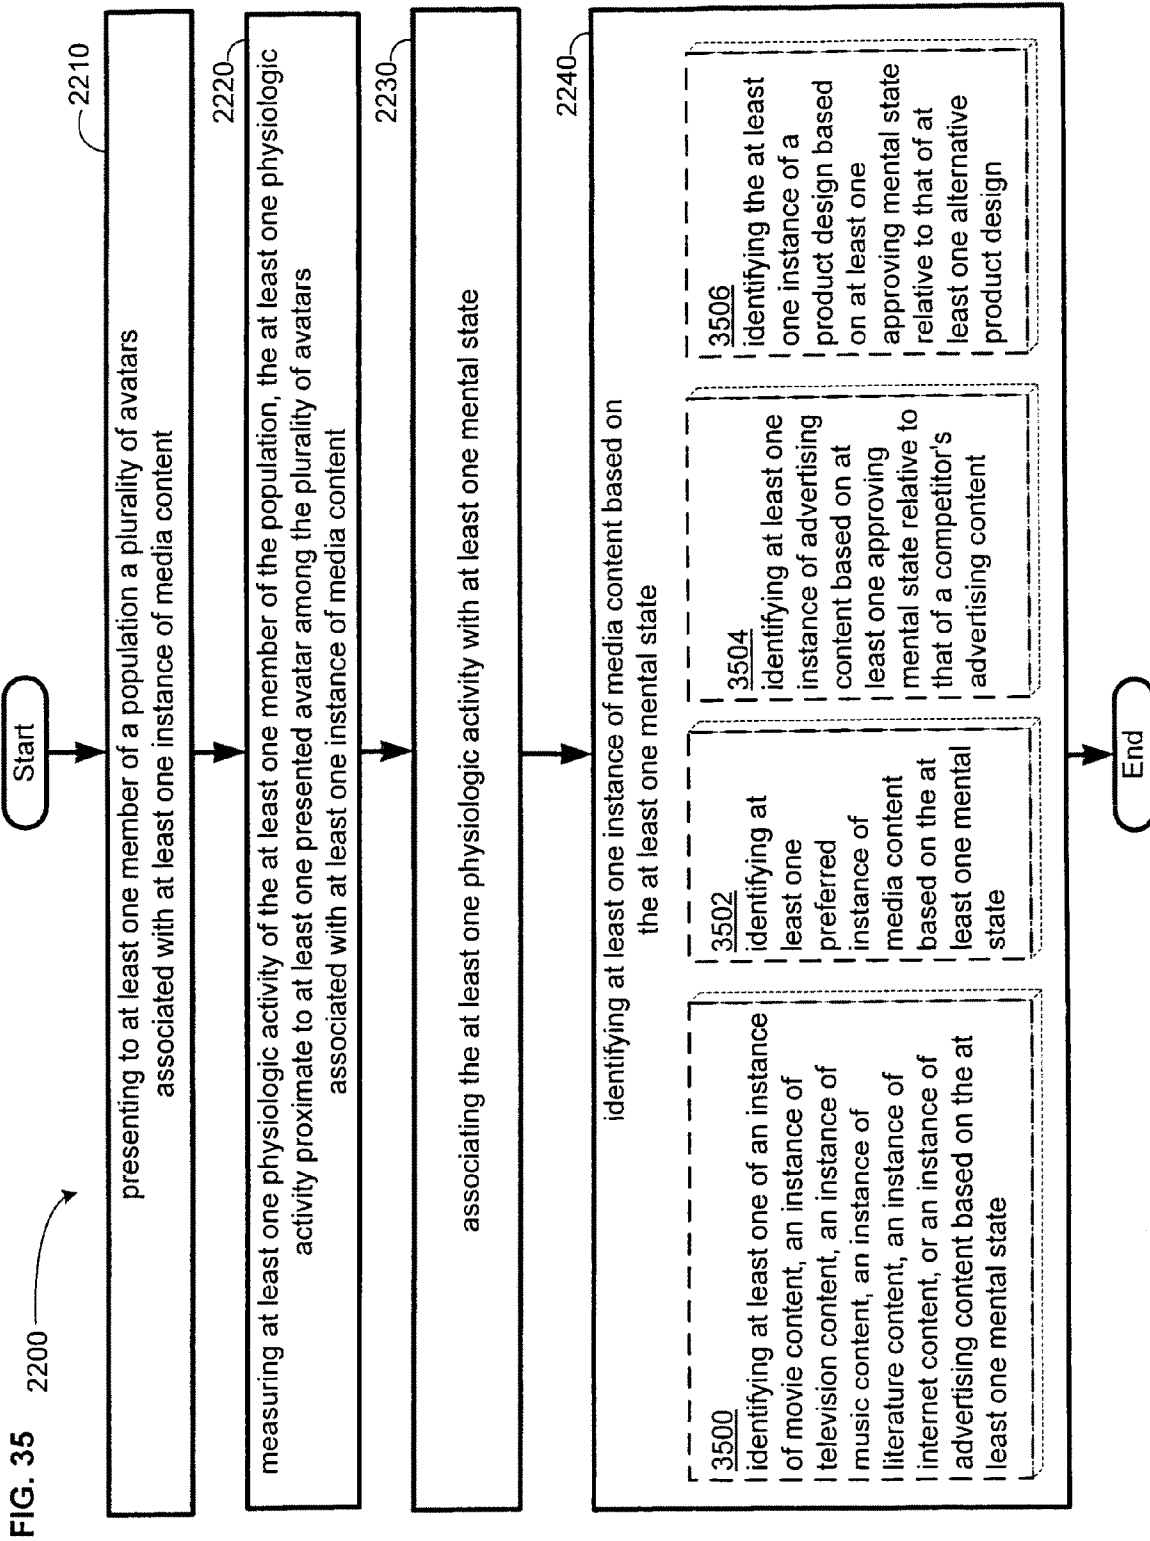 FIG. 35
2200
Start
2210
presenting to at least one member of a population a plurality of avatars
associated with at least one instance of media content
2220
measuring at least one physiologic activity of the at least one member of the population, the at least one physiologic
activity proximate to at least one presented avatar among the plurality of avatars
associated with at least one instance of media content
2230
associating the at least one physiologic activity with at least one mental state
2240
identifying at least one instance of media content based on
the at least one mental state
3500
identifying at least one of an instance
of movie content, an instance of
television content, an instance of
music content, an instance of
literature content, an instance of
internet content, or an instance of
advertising content based on the at
least one mental state
3502
identifying at
least one
preferred
instance of
media content
based on the at
least one mental
state
3504
identifying at least one
instance of advertising
content based on at
least one approving
mental state relative to
that of a competitor's
advertising content
3506
identifying the at least
one instance of a
product design based
on at least one
approving mental state
relative to that of at
least one alternative
product design
End